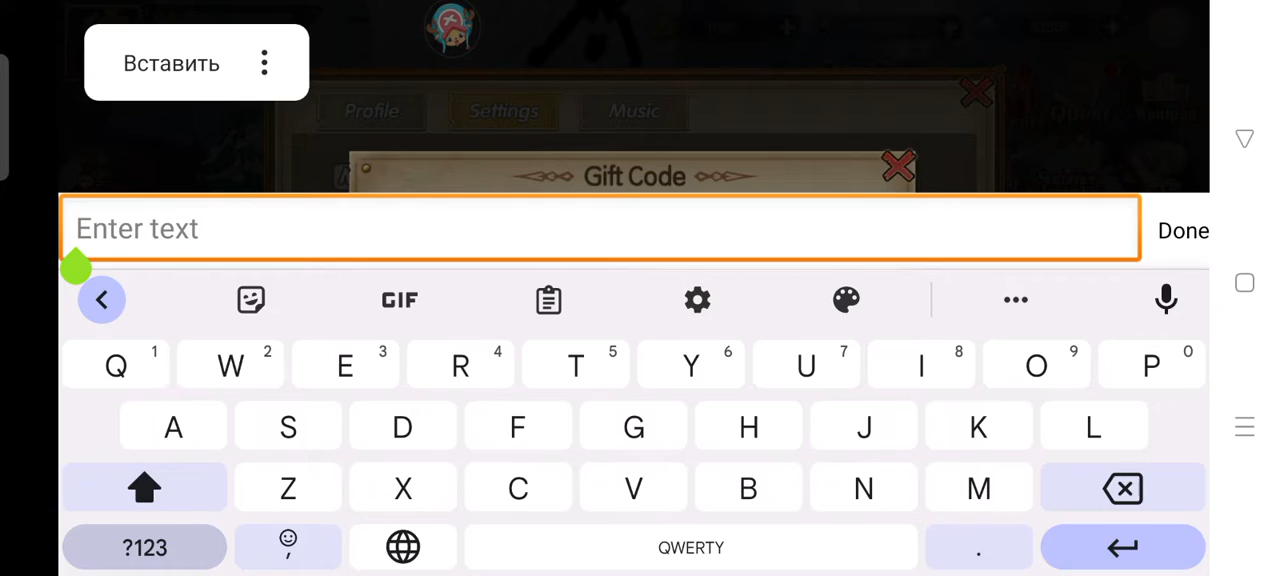 Вставить
Profile Settings Music
Gift Code
Enter text
Done
GIF
Q 1 W 2 E 3 R 4 T 5 Y 6 U 7 I 8 O 9 P 0
A S D F G H J K L
Z X C V B N M
?123 , QWERTY .